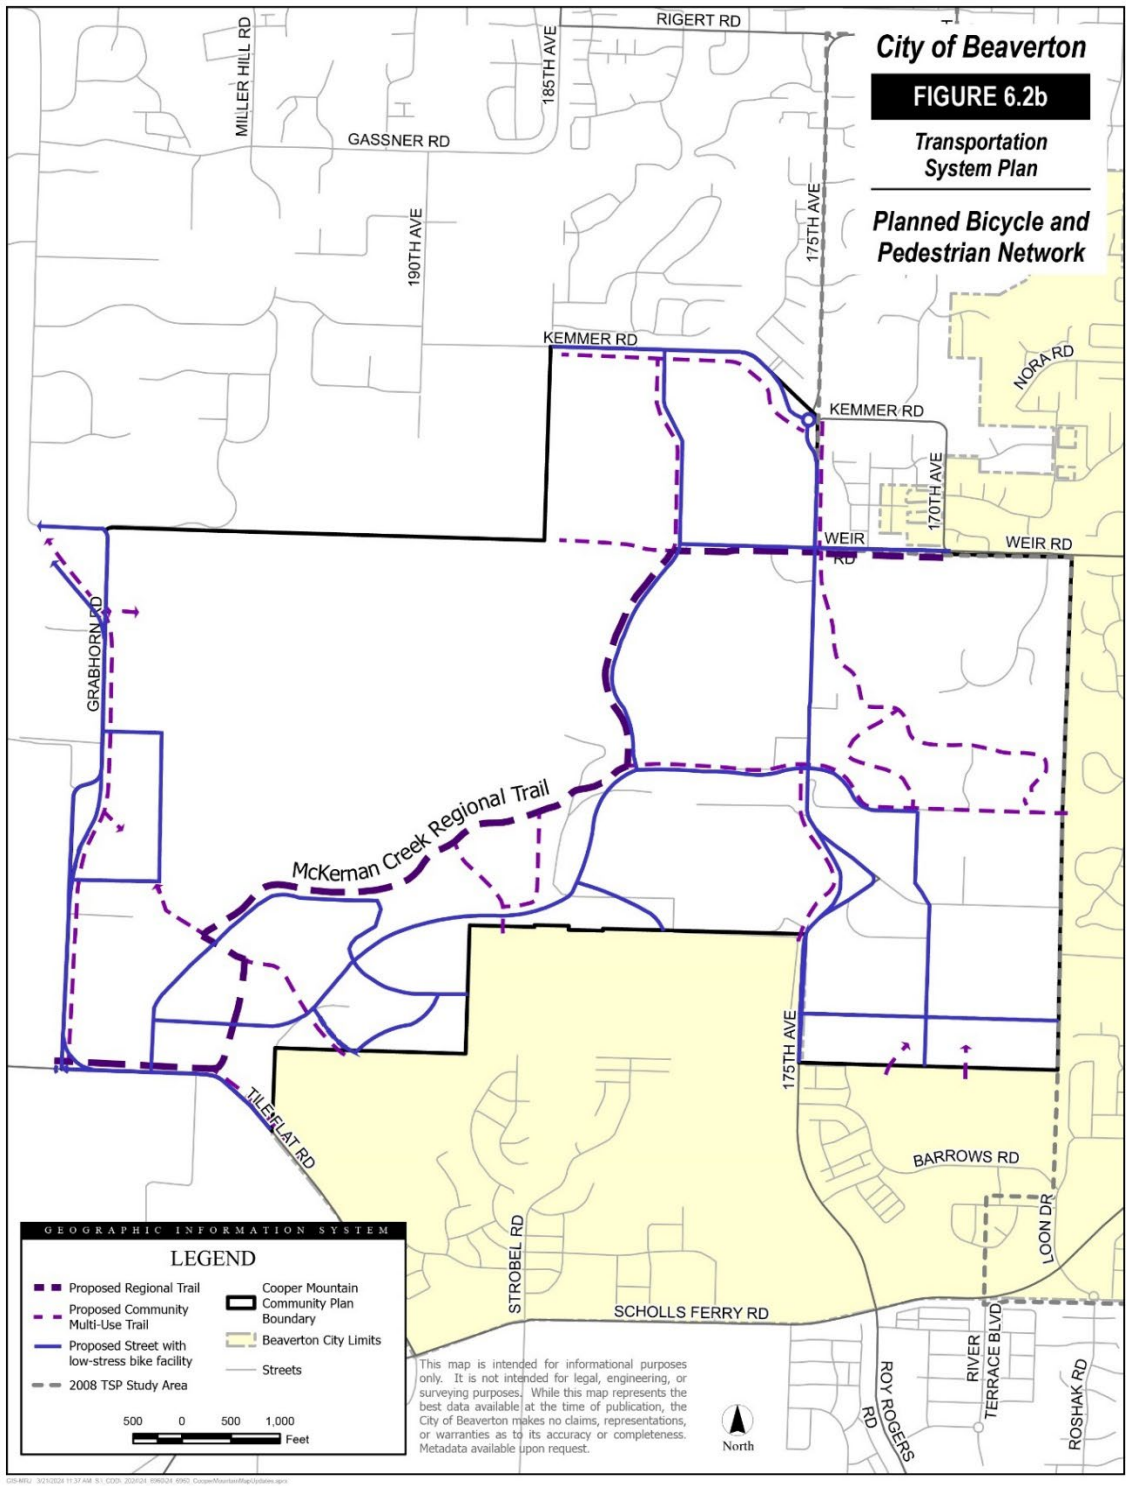 RIGERT RD
MILLER HILL RD
185TH AVE
City of Beaverton
FIGURE 6.2b
Transportation
System Plan
Planned Bicycle and
Pedestrian Network
GASSNER RD
190TH AVE
175TH AVE
KEMMER RD
NORA RD
KEMMER RD
170TH AVE
WEIR
RD
WEIR RD
GRABHORN RD
McKernan Creek Regional Trail
175TH AVE
TILE FLAT RD
BARROWS RD
LOON DR
STROBEL RD
SCHOLLS FERRY RD
RIVER
TERRACE BLVD
ROY ROGERS
RD
ROSHAK RD
GEOGRAPHIC INFORMATION SYSTEM
LEGEND
Proposed Regional Trail
Proposed Community
Multi-Use Trail
Proposed Street with
low-stress bike facility
2008 TSP Study Area
Cooper Mountain
Community Plan
Boundary
Beaverton City Limits
Streets
500 0 500 1,000
Feet
This map is intended for informational purposes
only. It is not intended for legal, engineering, or
surveying purposes. While this map represents the
best data available at the time of publication, the
City of Beaverton makes no claims, representations,
or warranties as to its accuracy or completeness.
Metadata available upon request.
North